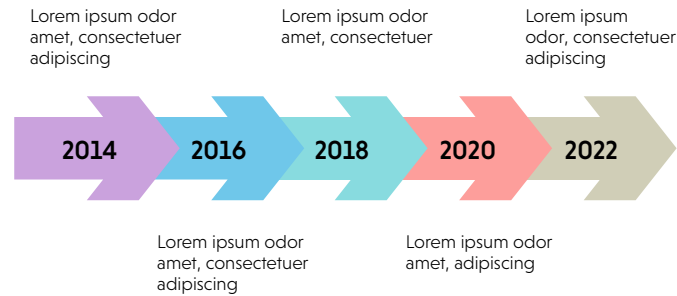 Lorem ipsum odor
amet, consectetuer
adipiscing
Lorem ipsum odor
amet, consectetuer
Lorem ipsum
odor, consectetuer
adipiscing
2014
2016
2018
2020
2022
Lorem ipsum odor
amet, consectetuer
adipiscing
Lorem ipsum odor
amet, adipiscing